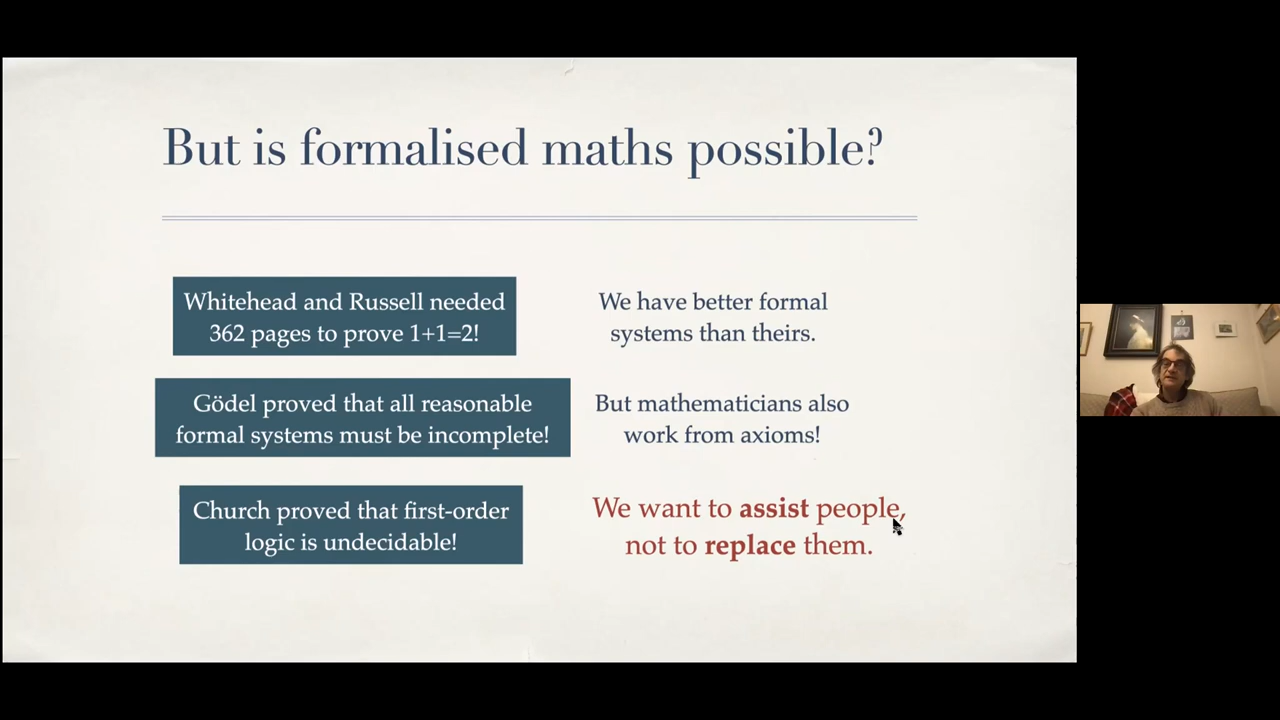 But is formalised maths possible?
Whitehead and Russell needed
362 pages to prove 1+1=2!
We have better formal
systems than theirs.
Gödel proved that all reasonable
formal systems must be incomplete!
But mathematicians also
work from axioms!
Church proved that first-order
logic is undecidable!
We want to assist people,
not to replace them.